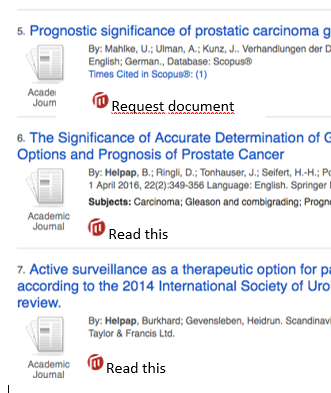 5. Prognostic significance of prostatic carcinoma g
By: Mahlke, U.; Ulman, A.; Kunz, J.. Verhandlungen der D
English; German., Database: Scopus®
Times Cited in Scopus®: (1)
Acade
Journ
Request document
6. The Significance of Accurate Determination of G
Options and Prognosis of Prostate Cancer
By: Helpap, B.; Ringli, D.; Tonhauser, J.; Seifert, H.-H.; Po
1 April 2016, 22(2):349-356 Language: English. Springer
Subjects: Carcinoma; Gleason and combigrading; Progno
Academic
Journal
Read this
7. Active surveillance as a therapeutic option for pa
according to the 2014 International Society of Uro
review.
By: Helpap, Burkhard; Gevensleben, Heidrun. Scandinavi
Taylor & Francis Ltd.
Academic
Journal
Read this